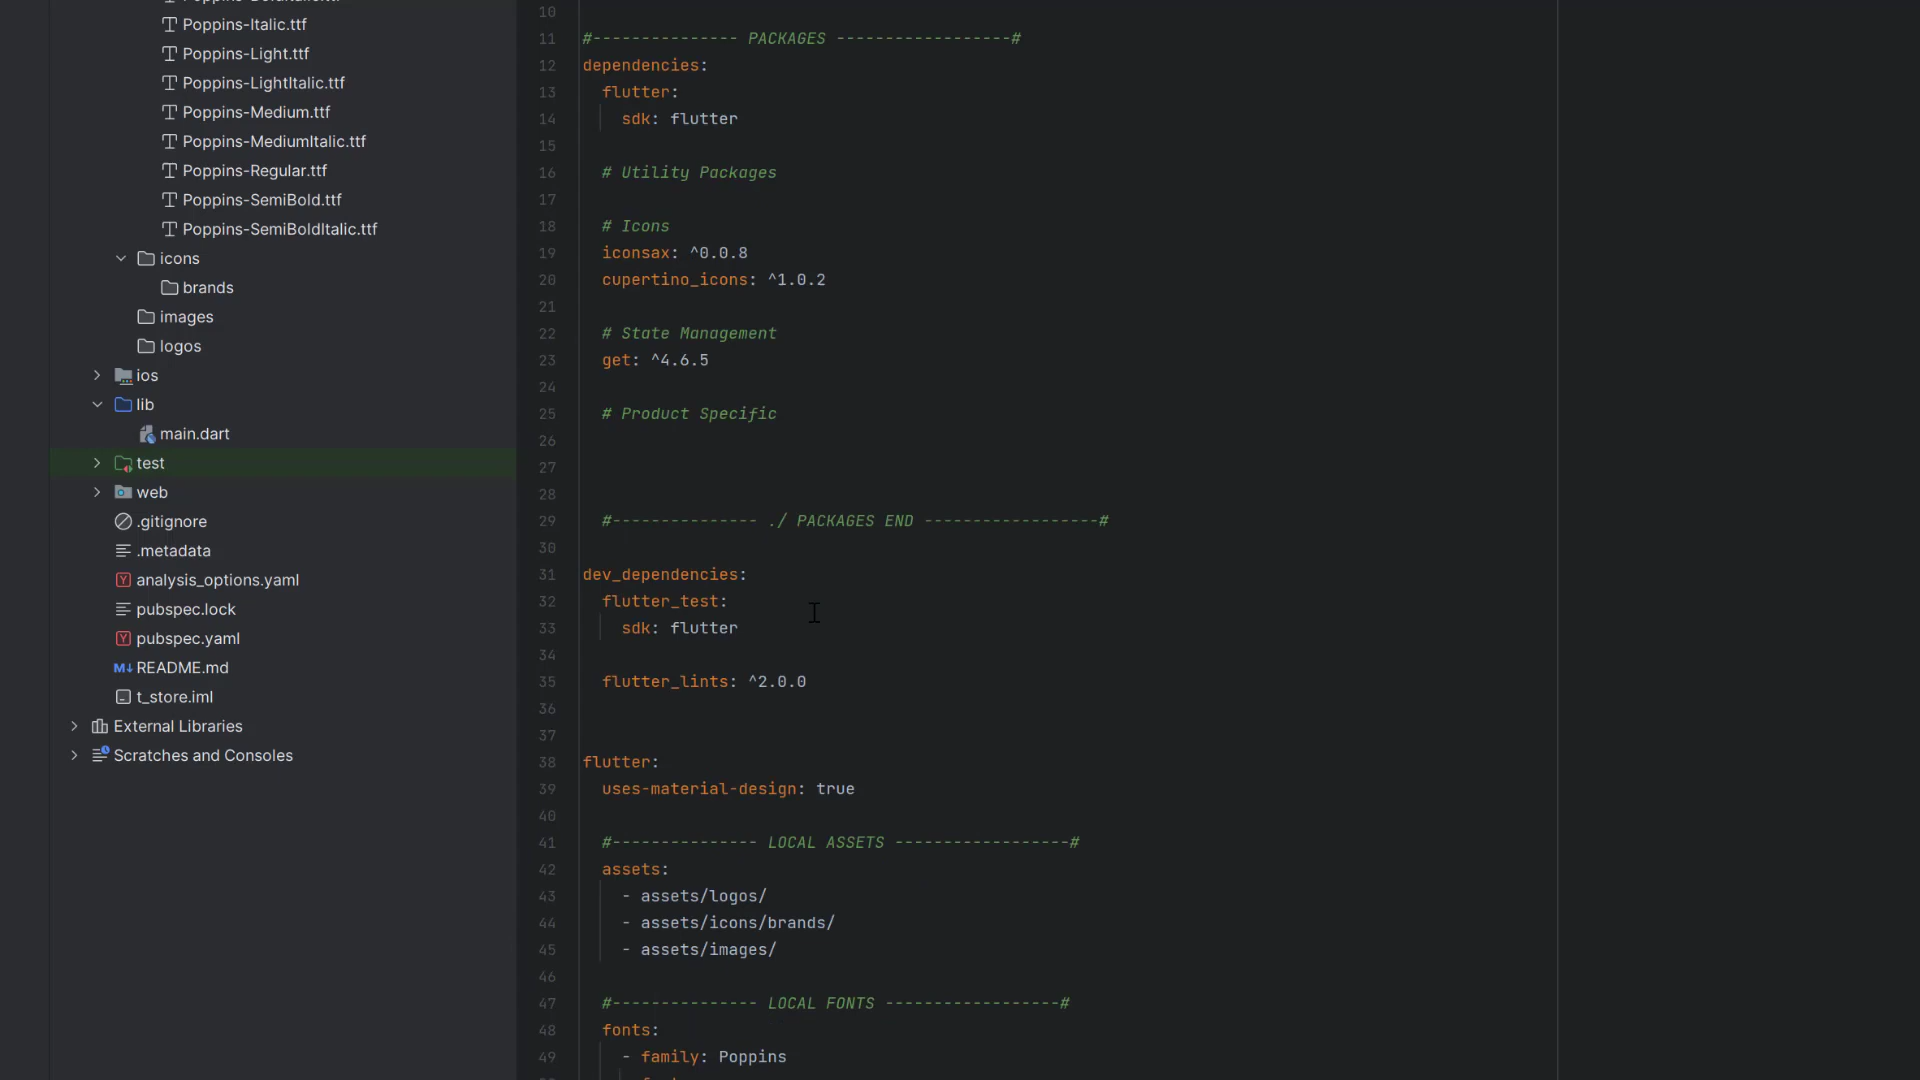 Poppins-Italic.ttf
Poppins-Light.ttf
Poppins-LightItalic.ttf
Poppins-Medium.ttf
Poppins-MediumItalic.ttf
Poppins-Regular.ttf
Poppins-SemiBold.ttf
Poppins-SemiBoldItalic.ttf
icons
brands
images
logos
ios
lib
main.dart
test
web
.gitignore
.metadata
analysis_options.yaml
pubspec.lock
pubspec.yaml
README.md
t_store.iml
External Libraries
Scratches and Consoles
10
11 #--------------- PACKAGES ------------------#
12 dependencies:
13 flutter:
14 sdk: flutter
15
16 # Utility Packages
17
18 # Icons
19 iconsax: ^0.0.8
20 cupertino_icons: ^1.0.2
21
22 # State Management
23 get: ^4.6.5
24
25 # Product Specific
26
27
28
29 #--------------- ./ PACKAGES END ------------------#
30
31 dev_dependencies:
32 flutter_test:
33 sdk: flutter
34
35 flutter_lints: ^2.0.0
36
37
38 flutter:
39 uses-material-design: true
40
41 #--------------- LOCAL ASSETS ------------------#
42 assets:
43 - assets/logos/
44 - assets/icons/brands/
45 - assets/images/
46
47 #--------------- LOCAL FONTS ------------------#
48 fonts:
49 - family: Poppins